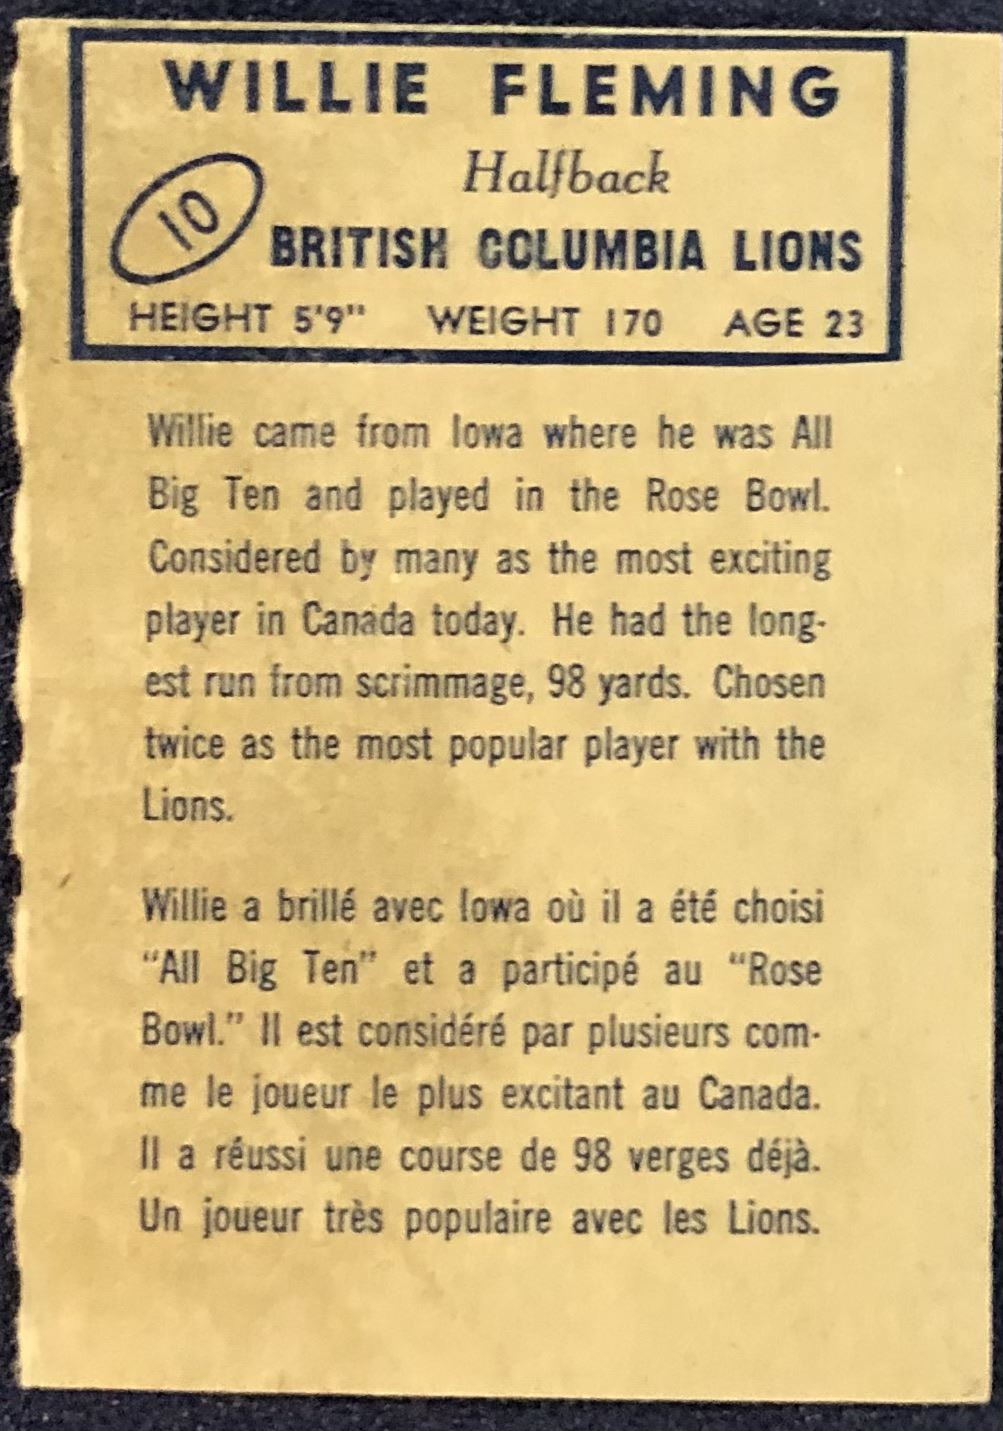 WILLIE FLEMING
Halfback
10
BRITISH COLUMBIA LIONS
HEIGHT 5'9" WEIGHT 170 AGE 23
Willie came from Iowa where he was All
Big Ten and played in the Rose Bowl.
Considered by many as the most exciting
player in Canada today. He had the long-
est run from scrimmage, 98 yards. Chosen
twice as the most popular player with the
Lions.
Willie a brillé avec Iowa où il a été choisi
"All Big Ten" et a participé au "Rose
Bowl." Il est considéré par plusieurs com-
me le joueur le plus excitant au Canada.
Il a réussi une course de 98 verges déjà.
Un joueur très populaire avec les Lions.